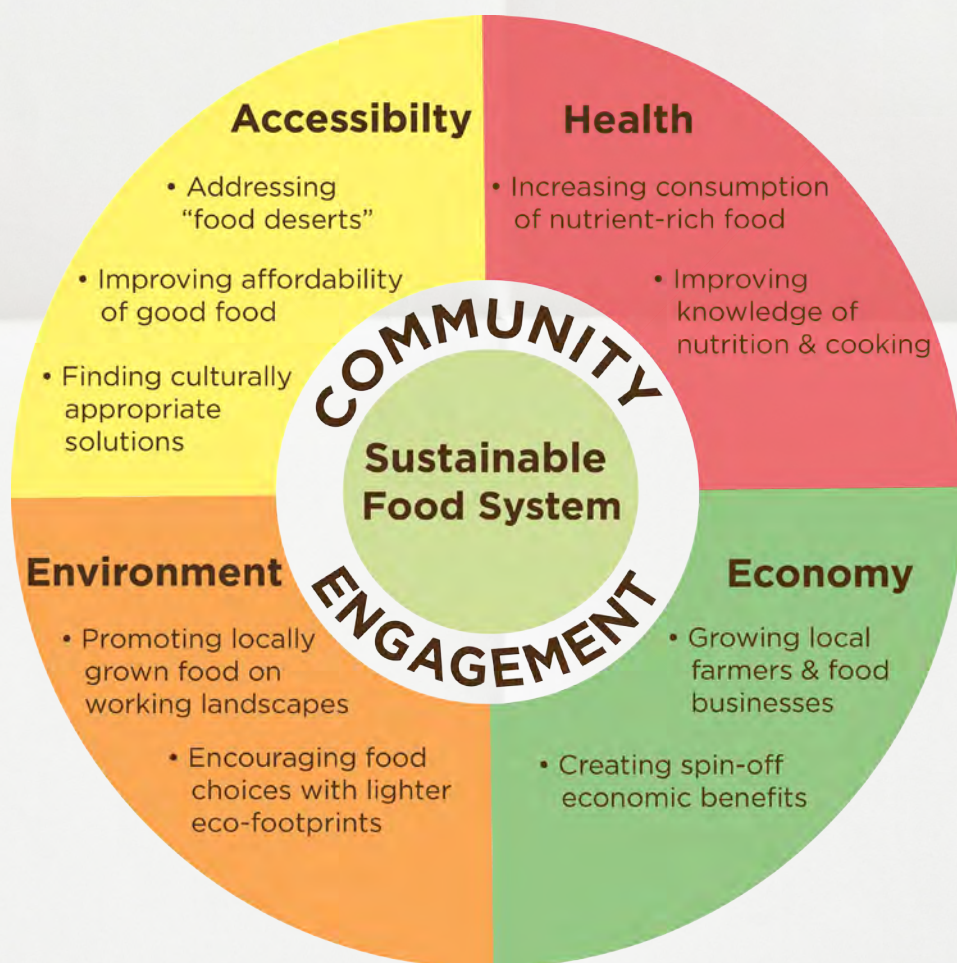 Accessibilty
• Addressing
“food deserts”
• Improving affordability
of good food
• Finding culturally
appropriate
solutions
Health
• Increasing consumption
of nutrient-rich food
• Improving
knowledge of
nutrition & cooking
COMMUNITY
Sustainable
Food System
ENGAGEMENT
Environment
• Promoting locally
grown food on
working landscapes
• Encouraging food
choices with lighter
eco-footprints
Economy
• Growing local
farmers & food
businesses
• Creating spin-off
economic benefits